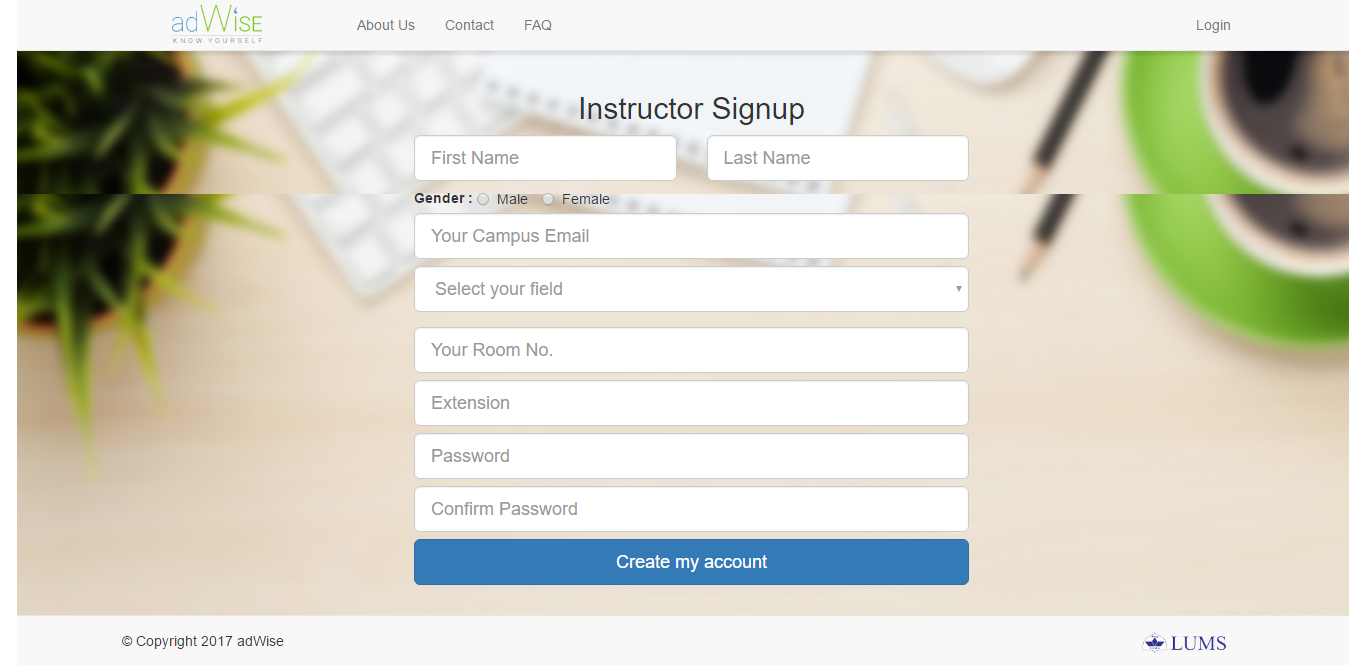 adWiSE About Us Contact FAQ Login
KNOW YOURSELF
Instructor Signup
First Name Last Name
Gender : Male Female
Your Campus Email
Select your field
Your Room No.
Extension
Password
Confirm Password
Create my account
© Copyright 2017 adWise LUMS